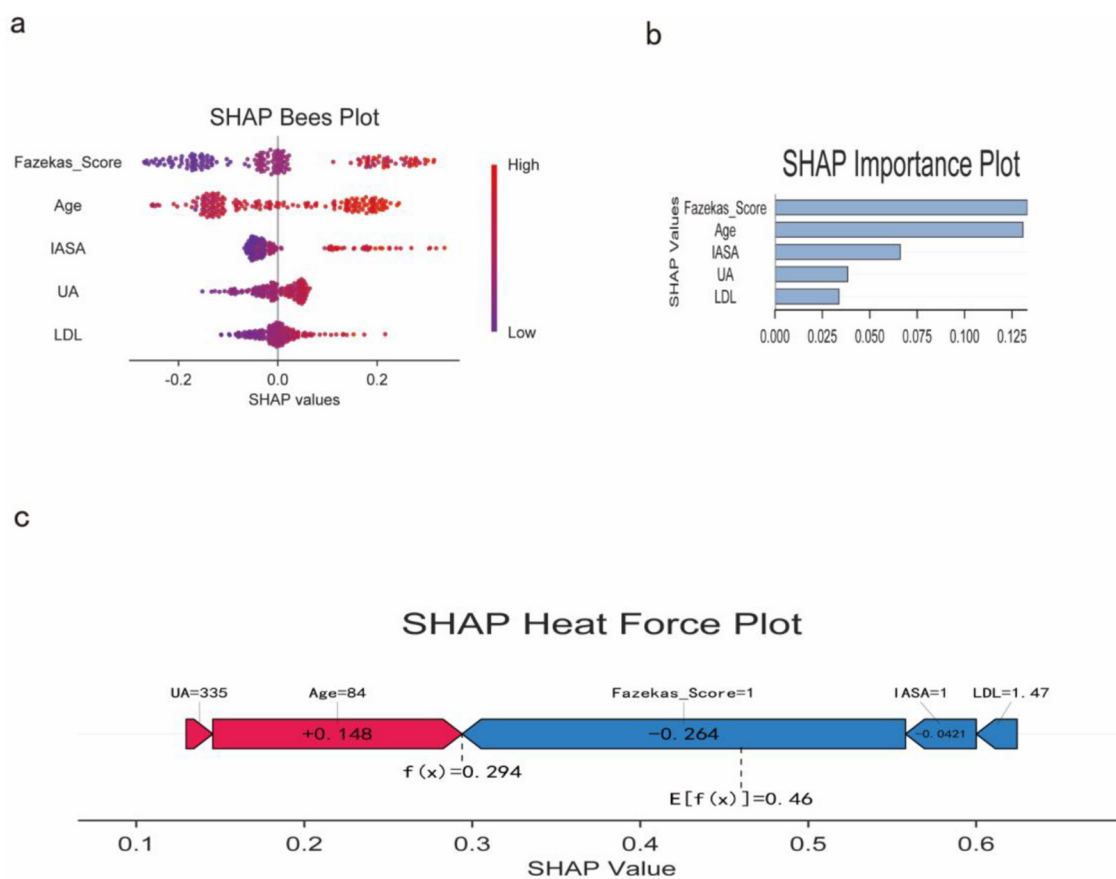 a
SHAP Bees Plot
Fazekas_Score
Age
IASA
UA
LDL
High
Low
-0.2 0.0 0.2
SHAP values
b
SHAP Importance Plot
SHAP Values
Fazekas_Score
Age
IASA
UA
LDL
0.000 0.025 0.050 0.075 0.100 0.125
c
SHAP Heat Force Plot
UA=335 Age=84 Fazekas_Score=1 IASA=1 LDL=1.47
+0.148 −0.264 −0.0421
f(x)=0.294
E[f(x)]=0.46
0.1 0.2 0.3 0.4 0.5 0.6
SHAP Value